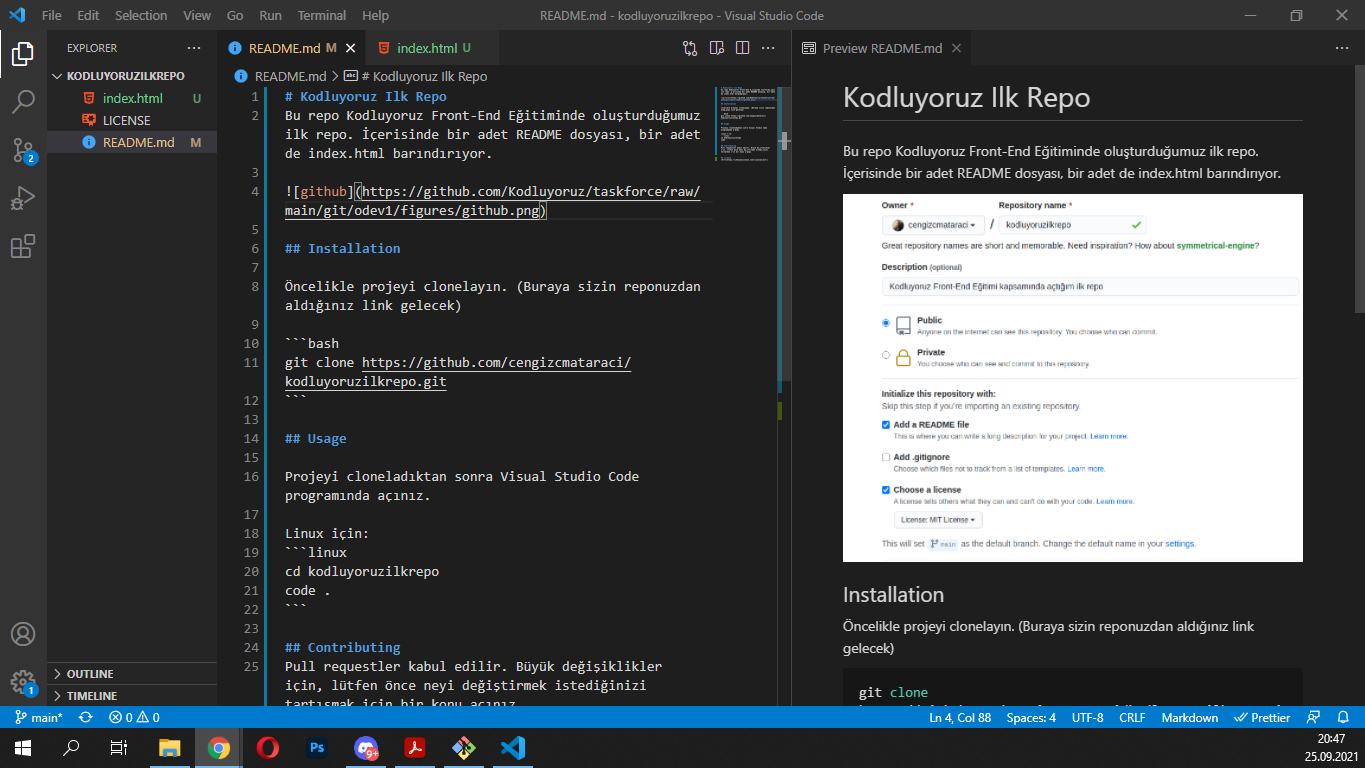 File Edit Selection View Go Run Terminal Help
README.md - kodluyoruzilkrepo - Visual Studio Code
EXPLORER
KODLUYORUZILKREPO
index.html U
LICENSE
README.md M
OUTLINE
TIMELINE
README.md M
index.html U
README.md > # Kodluyoruz Ilk Repo
1 # Kodluyoruz Ilk Repo
2 Bu repo Kodluyoruz Front-End Eğitiminde oluşturduğumuz
ilk repo. İçerisinde bir adet README dosyası, bir adet
de index.html barındırıyor.
3
4 ![github](https://github.com/Kodluyoruz/taskforce/raw/
main/git/odev1/figures/github.png)
5
6 ## Installation
7
8 Öncelikle projeyi clonelayın. (Buraya sizin reponuzdan
aldığınız link gelecek)
9
10 ```bash
11 git clone https://github.com/cengizcmataraci/
kodluyoruzilkrepo.git
12 ```
13
14 ## Usage
15
16 Projeyi cloneladıktan sonra Visual Studio Code
programında açınız.
17
18 Linux için:
19 ```linux
20 cd kodluyoruzilkrepo
21 code .
22 ```
23
24 ## Contributing
25 Pull requestler kabul edilir. Büyük değişiklikler
için, lütfen önce neyi değiştirmek istediğinizi
tartışmak için bir konu açınız.
Preview README.md
Kodluyoruz Ilk Repo
Bu repo Kodluyoruz Front-End Eğitiminde oluşturduğumuz ilk repo.
İçerisinde bir adet README dosyası, bir adet de index.html barındırıyor.
Owner * Repository name *
cengizcmataraci / kodluyoruzilkrepo
Great repository names are short and memorable. Need inspiration? How about symmetrical-engine?
Description (optional)
Kodluyoruz Front-End Eğitimi kapsamında açtığım ilk repo
Public
Anyone on the internet can see this repository. You choose who can commit.
Private
You choose who can see and commit to this repository.
Initialize this repository with:
Skip this step if you're importing an existing repository.
Add a README file
This is where you can write a long description for your project. Learn more.
Add .gitignore
Choose which files not to track from a list of templates. Learn more.
Choose a license
A license tells others what they can and can't do with your code. Learn more.
License: MIT License
This will set main as the default branch. Change the default name in your settings.
Installation
Öncelikle projeyi clonelayın. (Buraya sizin reponuzdan aldığınız link
gelecek)
git clone
2
1
main* 0 0 Ln 4, Col 88 Spaces: 4 UTF-8 CRLF Markdown Prettier
Ps
9+
20:47
25.09.2021